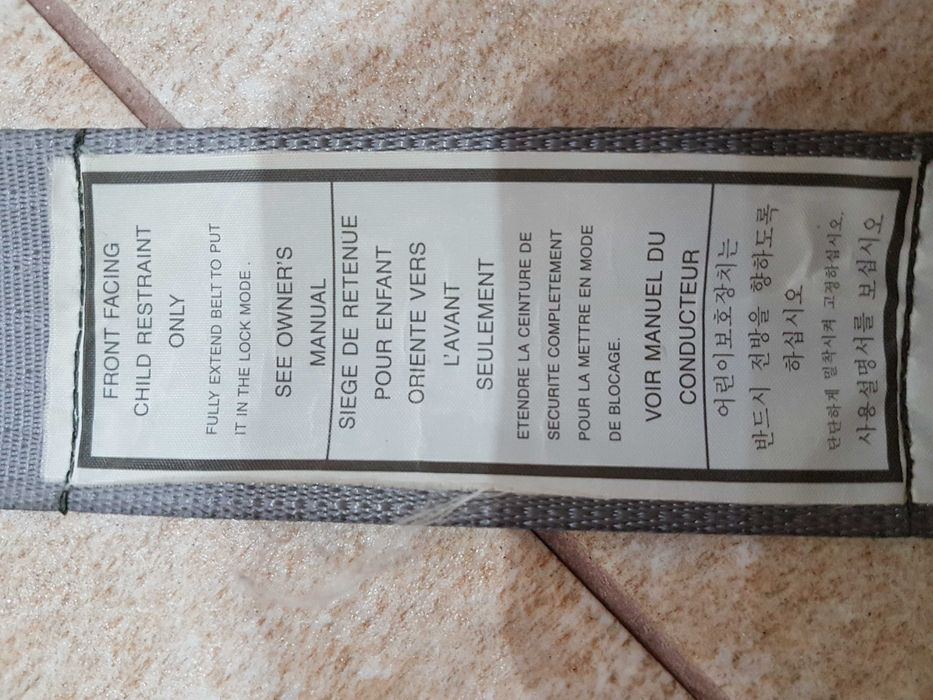 FRONT FACING
CHILD RESTRAINT
ONLY
FULLY EXTEND BELT TO PUT
IT IN THE LOCK MODE.
SEE OWNER'S
MANUAL
SIEGE DE RETENUE
POUR ENFANT
ORIENTE VERS
L'AVANT
SEULEMENT
ETENDRE LA CEINTURE DE
SECURITE COMPLETEMENT
POUR LA METTRE EN MODE
DE BLOCAGE.
VOIR MANUEL DU
CONDUCTEUR
어린이보호장치는
반드시 전방을 향하도록
하십시오
단단하게 밀착시켜 고정하십시오.
사용설명서를 보십시오